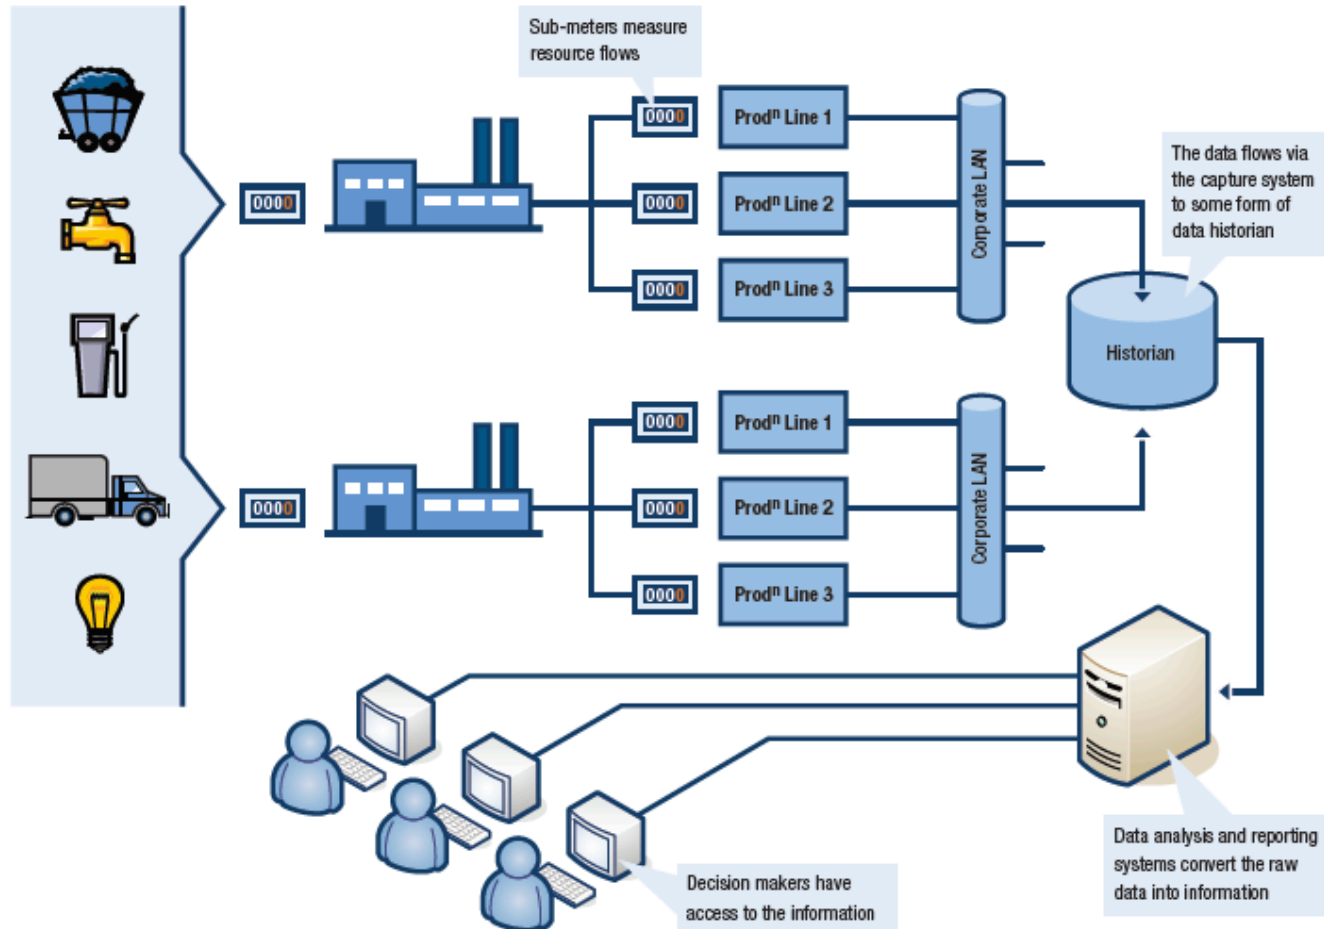 Sub-meters measure
resource flows
0000
Prodⁿ Line 1
0000
0000
Prodⁿ Line 2
0000
Prodⁿ Line 3
Corporate LAN
The data flows via
the capture system
to some form of
data historian
Historian
0000
Prodⁿ Line 1
0000
0000
Prodⁿ Line 2
0000
Prodⁿ Line 3
Corporate LAN
Data analysis and reporting
systems convert the raw
data into information
Decision makers have
access to the information